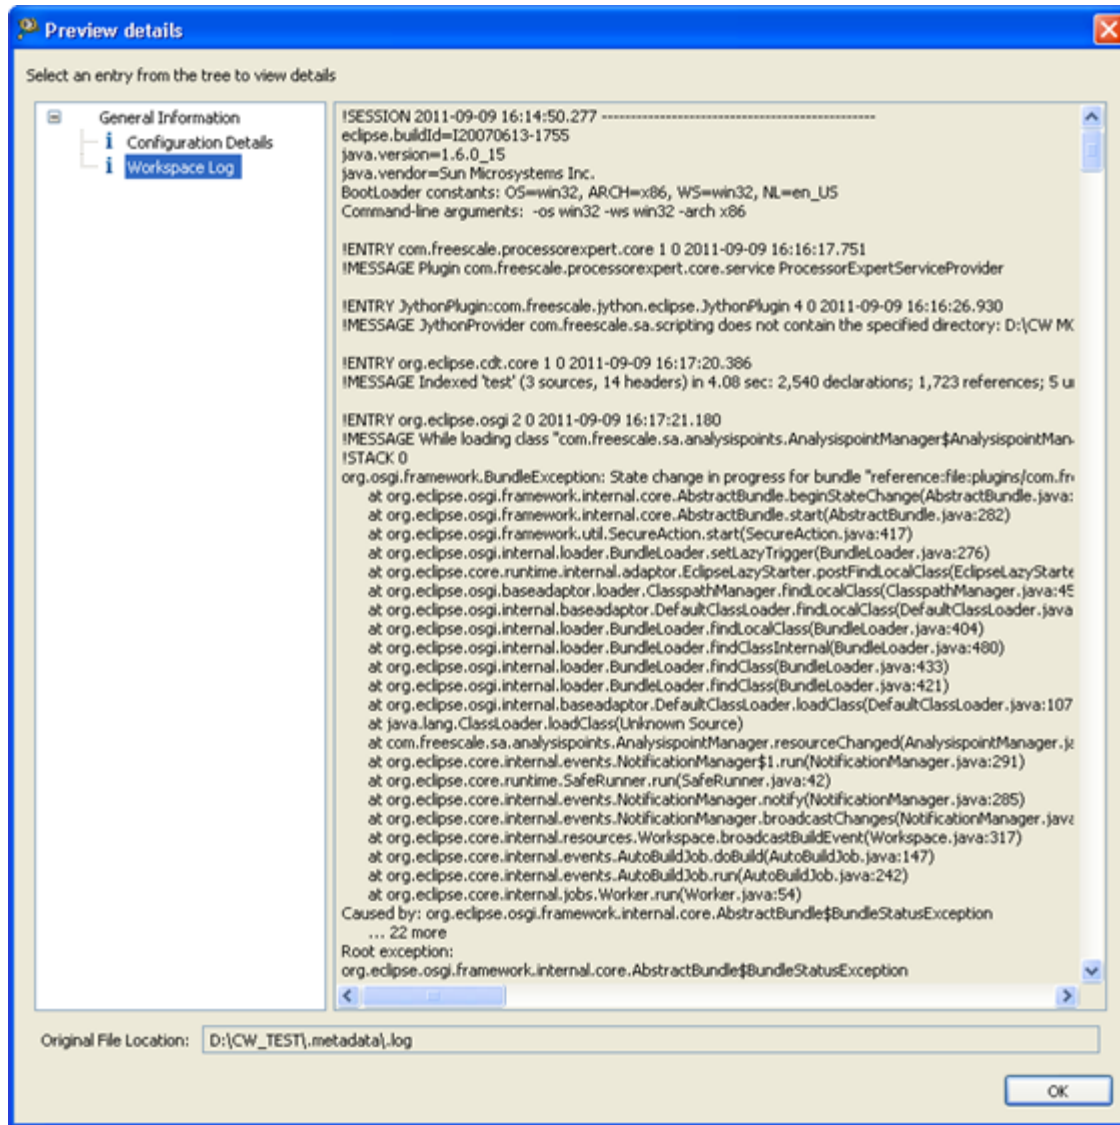 Preview details
Select an entry from the tree to view details
General Information
Configuration Details
Workspace Log
!SESSION 2011-09-09 16:14:50.277 -----------------------------------------------
eclipse.buildId=I20070613-1755
java.version=1.6.0_15
java.vendor=Sun Microsystems Inc.
BootLoader constants: OS=win32, ARCH=x86, WS=win32, NL=en_US
Command-line arguments:  -os win32 -ws win32 -arch x86
!ENTRY com.freescale.processorexpert.core 1 0 2011-09-09 16:16:17.751
!MESSAGE Plugin com.freescale.processorexpert.core.service ProcessorExpertServiceProvider
!ENTRY JythonPlugin:com.freescale.jython.eclipse.JythonPlugin 4 0 2011-09-09 16:16:26.930
!MESSAGE JythonProvider com.freescale.sa.scripting does not contain the specified directory: D:\CW MC
!ENTRY org.eclipse.cdt.core 1 0 2011-09-09 16:17:20.386
!MESSAGE Indexed 'test' (3 sources, 14 headers) in 4.08 sec: 2,540 declarations; 1,723 references; 5 u
!ENTRY org.eclipse.osgi 2 0 2011-09-09 16:17:21.180
!MESSAGE While loading class "com.freescale.sa.analysispoints.AnalysispointManager$AnalysispointMan
!STACK 0
org.osgi.framework.BundleException: State change in progress for bundle "reference:file:plugins/com.fr
at org.eclipse.osgi.framework.internal.core.AbstractBundle.beginStateChange(AbstractBundle.java:
at org.eclipse.osgi.framework.internal.core.AbstractBundle.start(AbstractBundle.java:282)
at org.eclipse.osgi.framework.util.SecureAction.start(SecureAction.java:417)
at org.eclipse.osgi.internal.loader.BundleLoader.setLazyTrigger(BundleLoader.java:276)
at org.eclipse.core.runtime.internal.adaptor.EclipseLazyStarter.postFindLocalClass(EclipseLazyStarte
at org.eclipse.osgi.baseadaptor.loader.ClasspathManager.findLocalClass(ClasspathManager.java:45
at org.eclipse.osgi.internal.baseadaptor.DefaultClassLoader.findLocalClass(DefaultClassLoader.java
at org.eclipse.osgi.internal.loader.BundleLoader.findLocalClass(BundleLoader.java:404)
at org.eclipse.osgi.internal.loader.BundleLoader.findClassInternal(BundleLoader.java:480)
at org.eclipse.osgi.internal.loader.BundleLoader.findClass(BundleLoader.java:433)
at org.eclipse.osgi.internal.loader.BundleLoader.findClass(BundleLoader.java:421)
at org.eclipse.osgi.internal.baseadaptor.DefaultClassLoader.loadClass(DefaultClassLoader.java:107
at java.lang.ClassLoader.loadClass(Unknown Source)
at com.freescale.sa.analysispoints.AnalysispointManager.resourceChanged(AnalysispointManager.ja
at org.eclipse.core.internal.events.NotificationManager$1.run(NotificationManager.java:291)
at org.eclipse.core.runtime.SafeRunner.run(SafeRunner.java:42)
at org.eclipse.core.internal.events.NotificationManager.notify(NotificationManager.java:285)
at org.eclipse.core.internal.events.NotificationManager.broadcastChanges(NotificationManager.java
at org.eclipse.core.internal.resources.Workspace.broadcastBuildEvent(Workspace.java:317)
at org.eclipse.core.internal.events.AutoBuildJob.doBuild(AutoBuildJob.java:147)
at org.eclipse.core.internal.events.AutoBuildJob.run(AutoBuildJob.java:242)
at org.eclipse.core.internal.jobs.Worker.run(Worker.java:54)
Caused by: org.eclipse.osgi.framework.internal.core.AbstractBundle$BundleStatusException
... 22 more
Root exception:
org.eclipse.osgi.framework.internal.core.AbstractBundle$BundleStatusException
Original File Location: D:\CW_TEST\.metadata\.log
OK